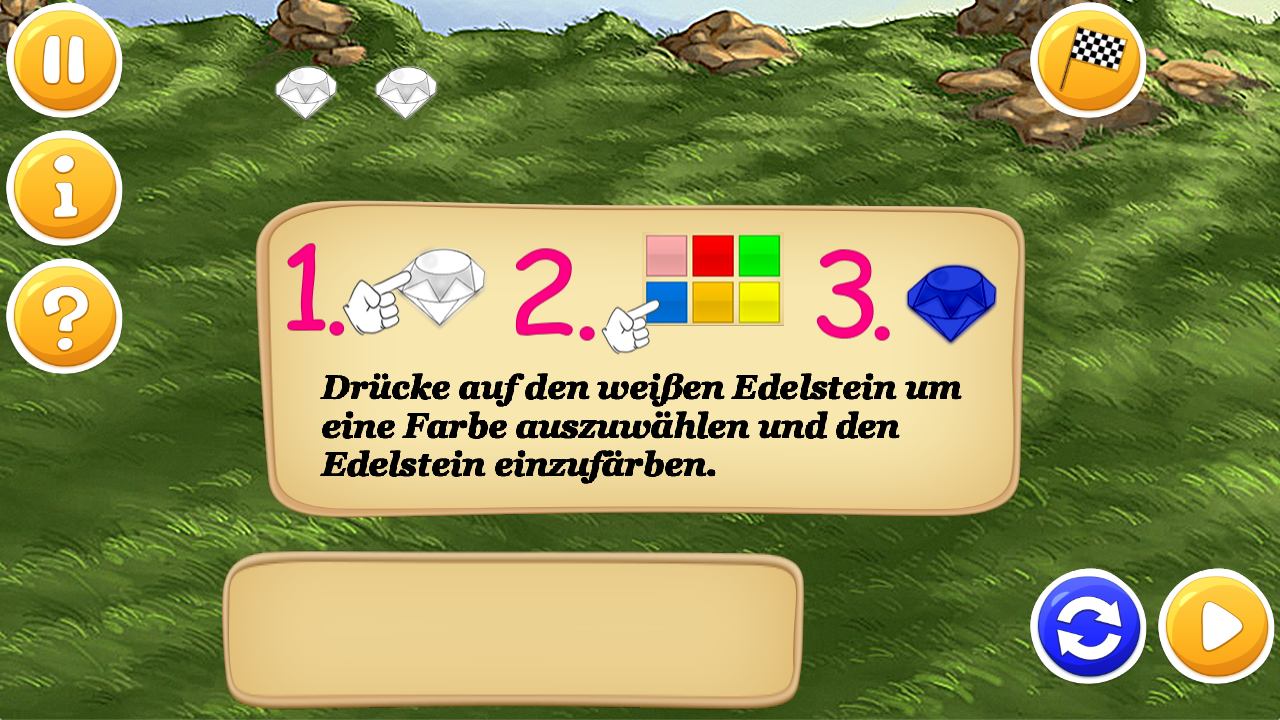 1. 2. 3.
Drücke auf den weißen Edelstein um
eine Farbe auszuwählen und den
Edelstein einzufärben.